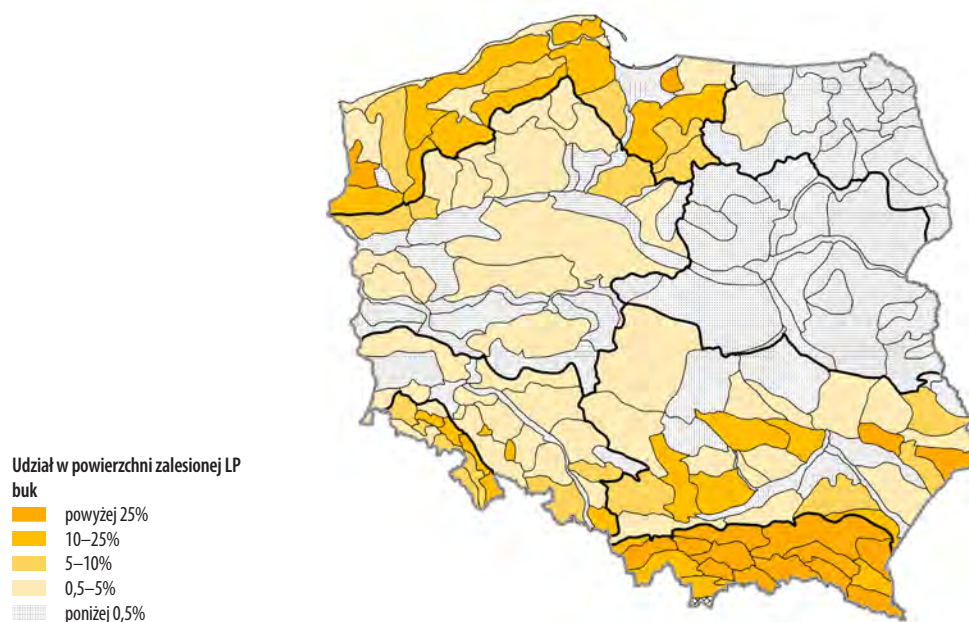 Udział w powierzchni zalesionej LP
buk
powyżej 25%
10–25%
5–10%
0,5–5%
poniżej 0,5%